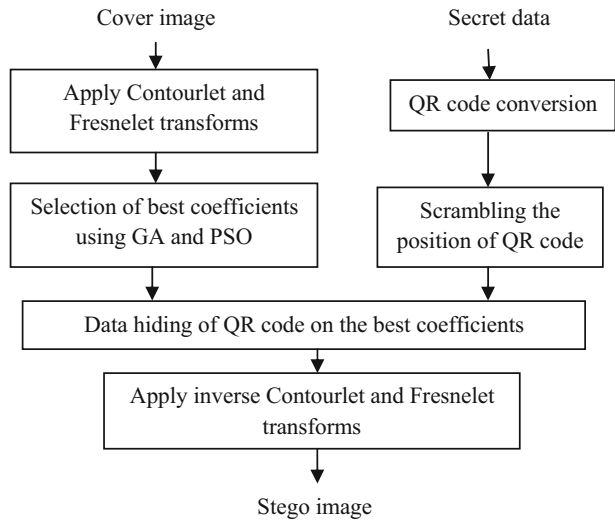 Cover image
Secret data
Apply Contourlet and
Fresnelet transforms
QR code conversion
Selection of best coefficients
using GA and PSO
Scrambling the
position of QR code
Data hiding of QR code on the best coefficients
Apply inverse Contourlet and Fresnelet
transforms
Stego image